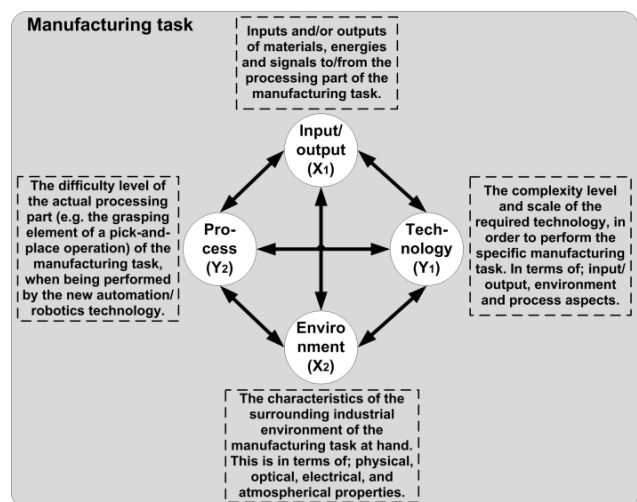 Manufacturing task
Inputs and/or outputs
of materials, energies
and signals to/from the
processing part of the
manufacturing task.
Input/
output
(X1)
The difficulty level of
the actual processing
part (e.g. the grasping
element of a pick-and-
place operation) of the
manufacturing task,
when being performed
by the new automation/
robotics technology.
Pro-
cess
(Y2)
Tech-
nology
(Y1)
The complexity level
and scale of the
required technology, in
order to perform the
specific manufacturing
task. In terms of; input/
output, environment
and process aspects.
Environ
ment
(X2)
The characteristics of the
surrounding industrial
environment of the
manufacturing task at hand.
This is in terms of; physical,
optical, electrical, and
atmospherical properties.